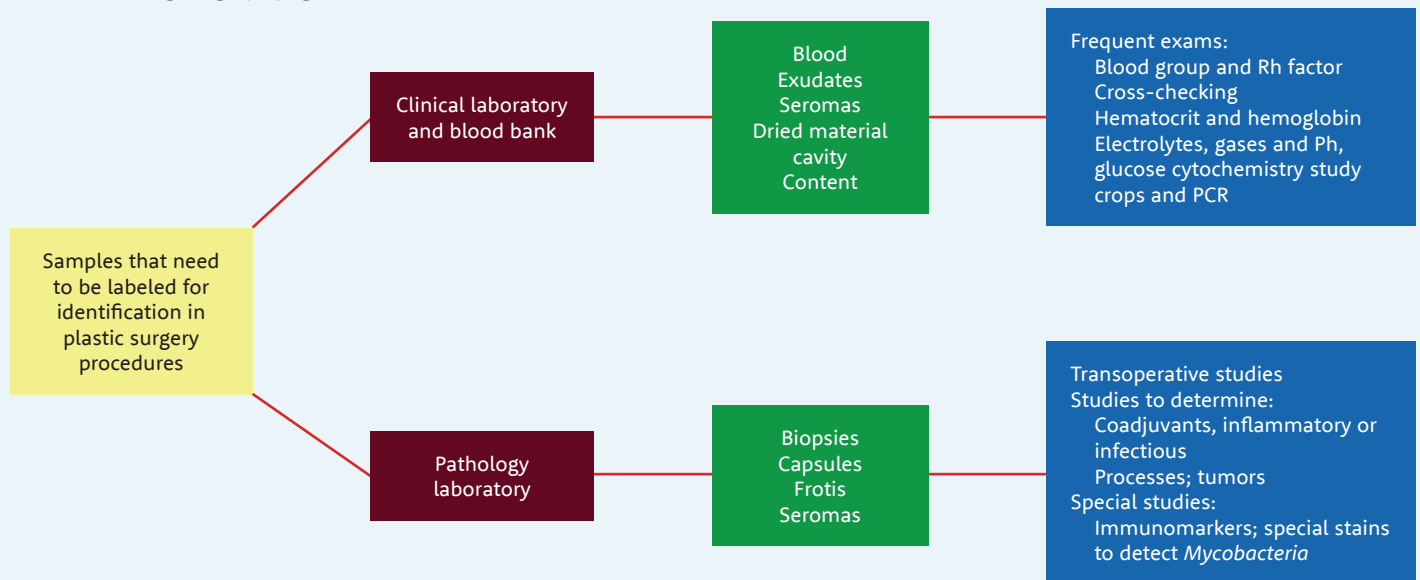 Samples that need
to be labeled for
identification in
plastic surgery
procedures
Clinical laboratory
and blood bank
Blood
Exudates
Seromas
Dried material
cavity
Content
Frequent exams:
Blood group and Rh factor
Cross-checking
Hematocrit and hemoglobin
Electrolytes, gases and Ph,
glucose cytochemistry study
crops and PCR
Pathology
laboratory
Biopsies
Capsules
Frotis
Seromas
Transoperative studies
Studies to determine:
Coadjuvants, inflammatory or
infectious
Processes; tumors
Special studies:
Immunomarkers; special stains
to detect Mycobacteria